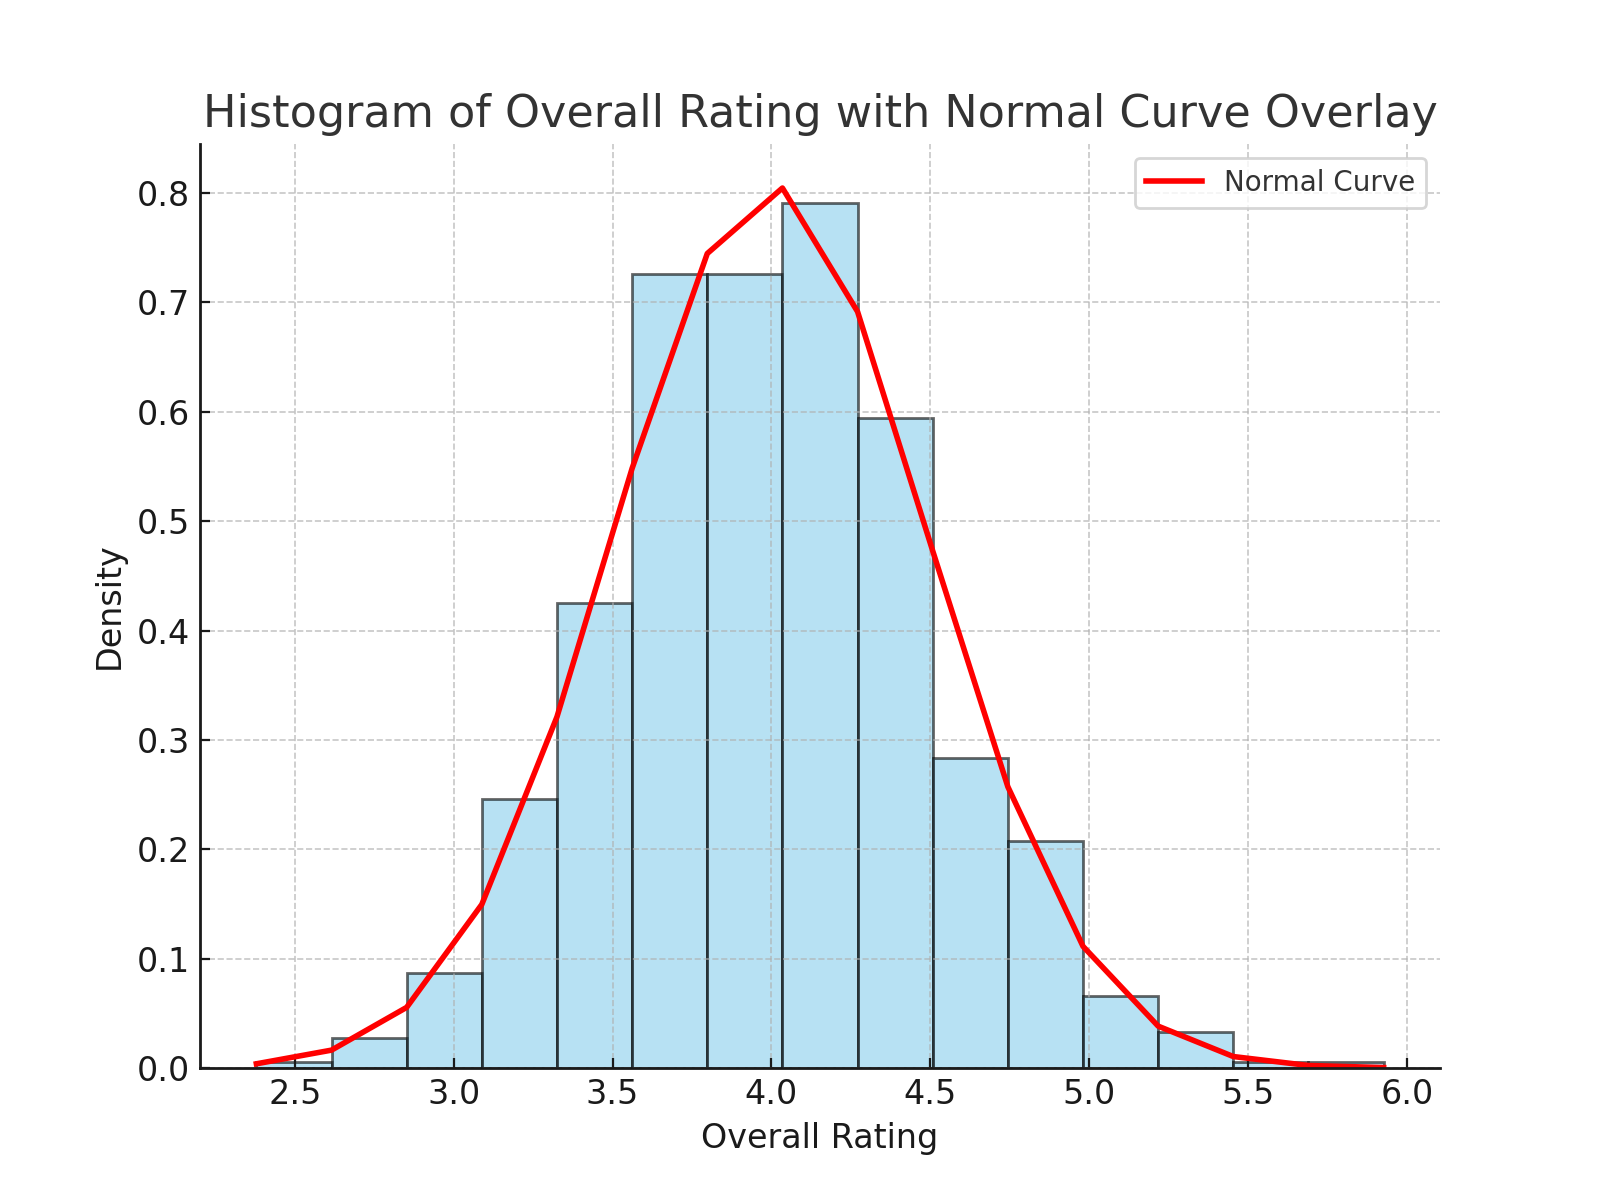 Histogram of Overall Rating with Normal Curve Overlay
Normal Curve
0.8
0.7
0.6
0.5
0.4
0.3
0.2
0.1
0.0
Density
2.5 3.0 3.5 4.0 4.5 5.0 5.5 6.0
Overall Rating